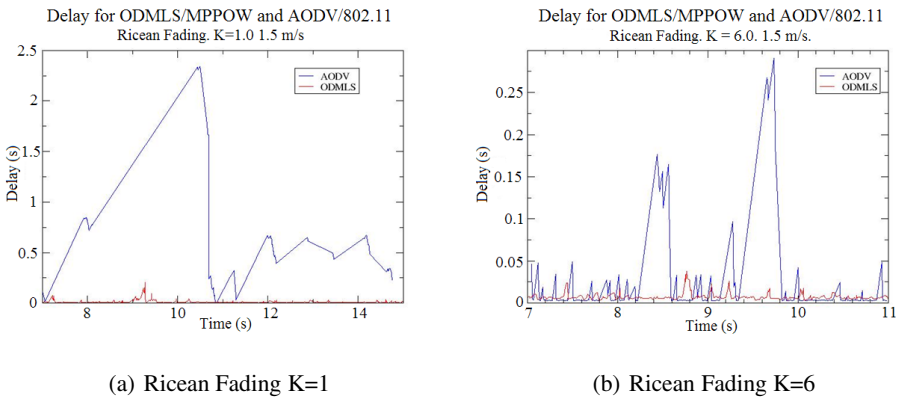 Delay for ODMLS/MPPOW and AODV/802.11
Ricean Fading. K=1.0 1.5 m/s
2.5
2
1.5
1
0.5
0
Delay (s)
AODV
ODMLS
8
10
12
14
Time (s)
(a) Ricean Fading K=1
Delay for ODMLS/MPPOW and AODV/802.11
Ricean Fading. K = 6.0. 1.5 m/s.
0.25
0.2
0.15
0.1
0.05
0
Delay (s)
AODV
ODMLS
7
8
9
10
11
Time (s)
(b) Ricean Fading K=6